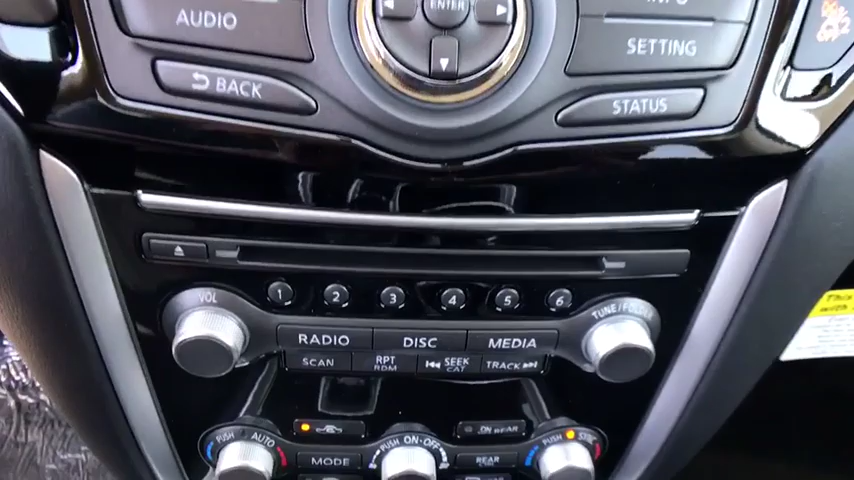 AUDIO
ENTER
SETTING
BACK
STATUS
VOL
1 2 3 4 5 6
TUNE/FOLDER
RADIO DISC MEDIA
SCAN RPT RDM SEEK CAT TRACK
PUSH AUTO
PUSH ON·OFF
ON REAR
PUSH SYNC
MODE
REAR
This